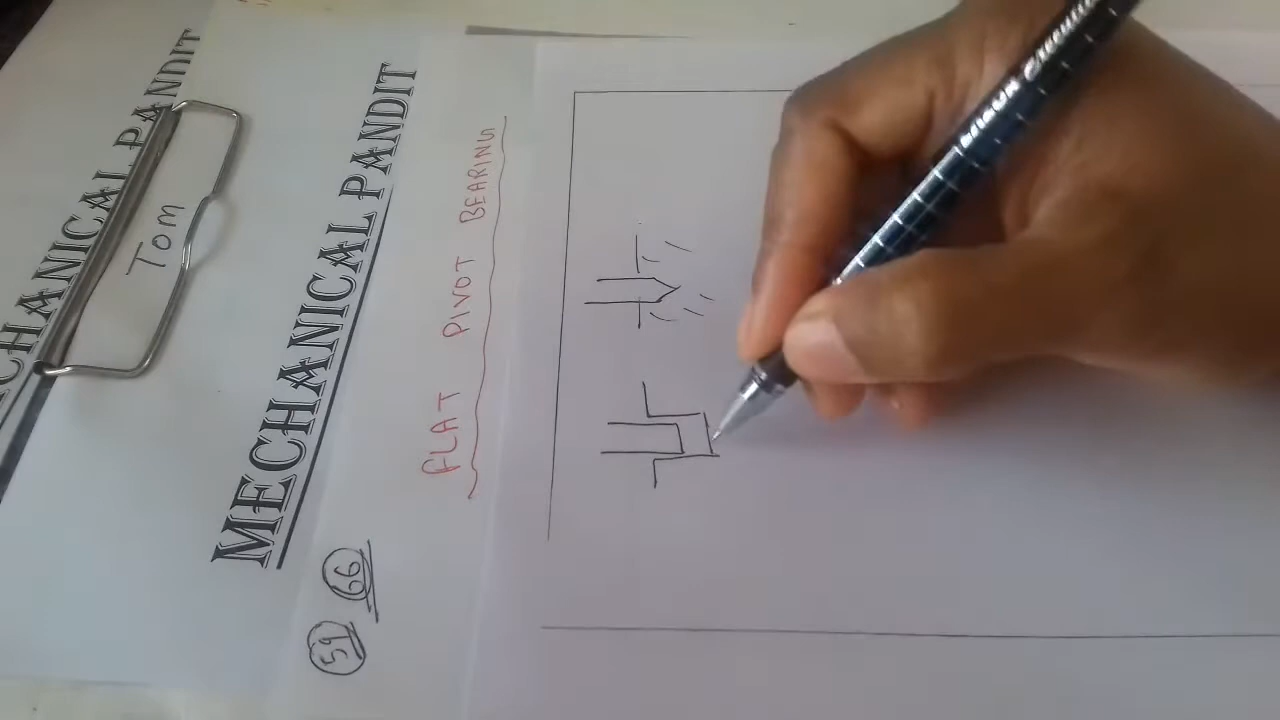 MECHANICAL PANDIT
TOM
MECHANICAL PANDIT
FLAT PIVOT BEARING
59 66